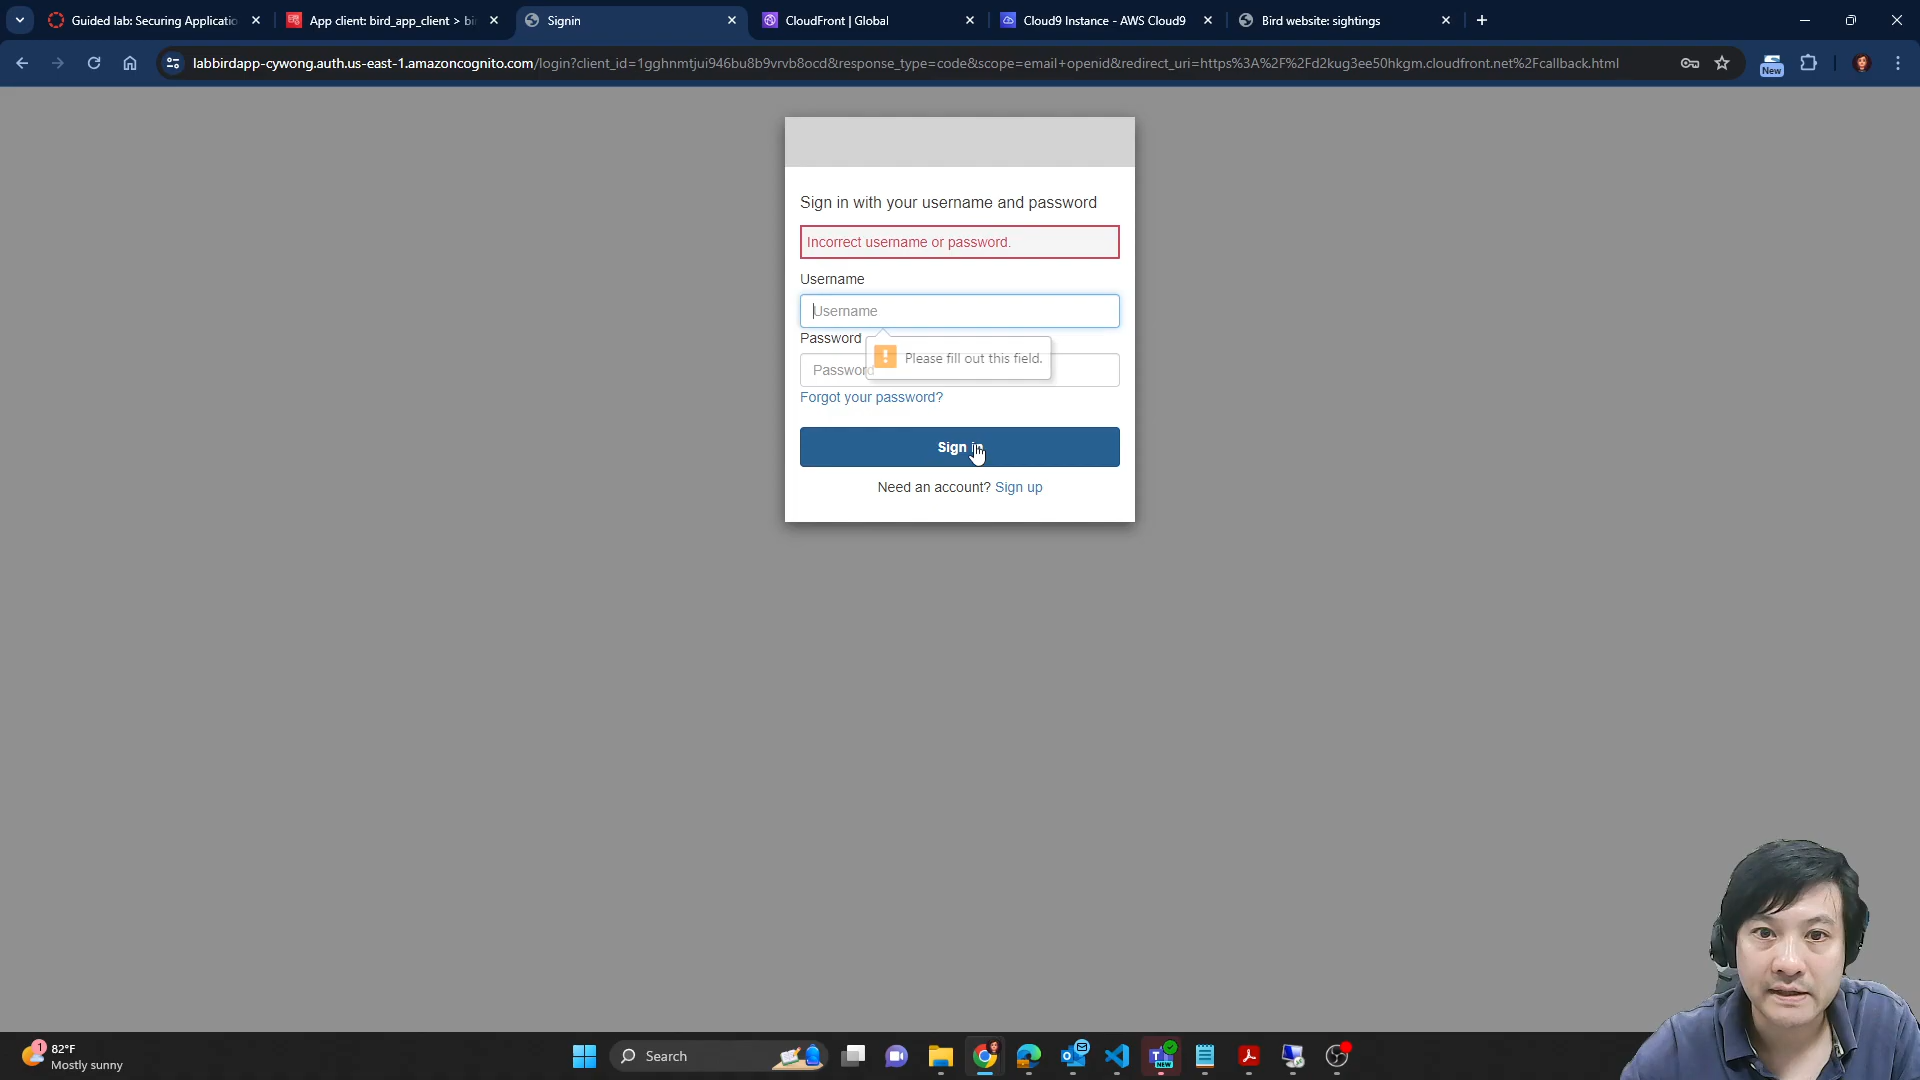 Guided lab: Securing Applicatio
App client: bird_app_client > bi
Signin
CloudFront | Global
Cloud9 Instance - AWS Cloud9
Bird website: sightings
labbirdapp-cywong.auth.us-east-1.amazoncognito.com/login?client_id=1gghnmtjui946bu8b9vrvb8ocd&response_type=code&scope=email+openid&redirect_uri=https%3A%2F%2Fd2kug3ee50hkgm.cloudfront.net%2Fcallback.html
New
Sign in with your username and password
Incorrect username or password.
Username
Username
Password
Please fill out this field.
Password
Forgot your password?
Sign in
Need an account? Sign up
1
82°F
Mostly sunny
Search
NEW